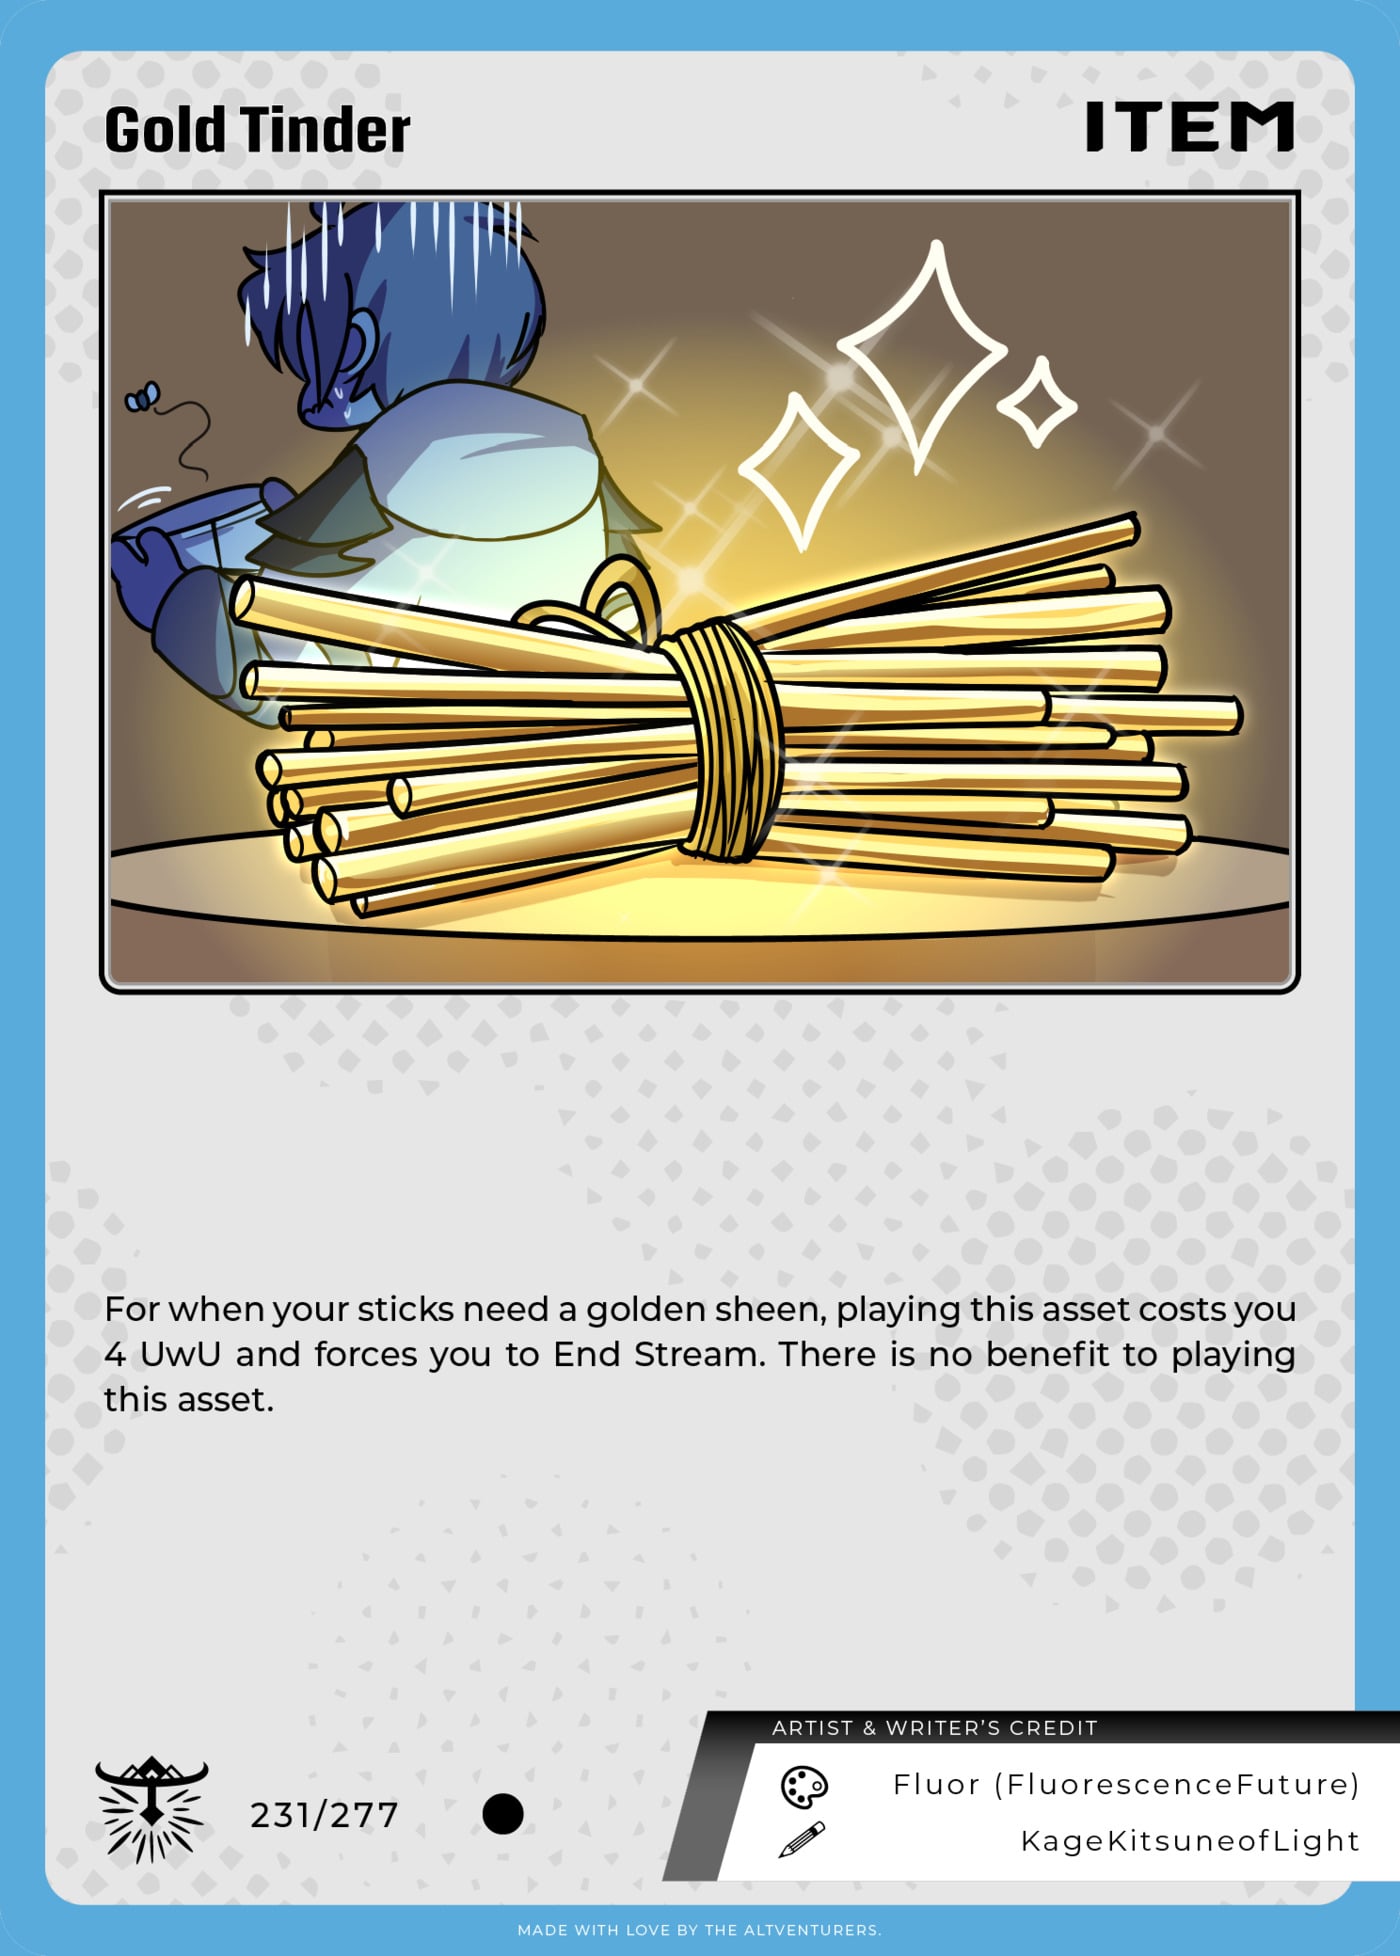 Gold Tinder
ITEM
For when your sticks need a golden sheen, playing this asset costs you
4 UwU and forces you to End Stream. There is no benefit to playing
this asset.
ARTIST & WRITER'S CREDIT
Fluor (FluorescenceFuture)
KageKitsuneofLight
231/277
MADE WITH LOVE BY THE ALTVENTURERS.